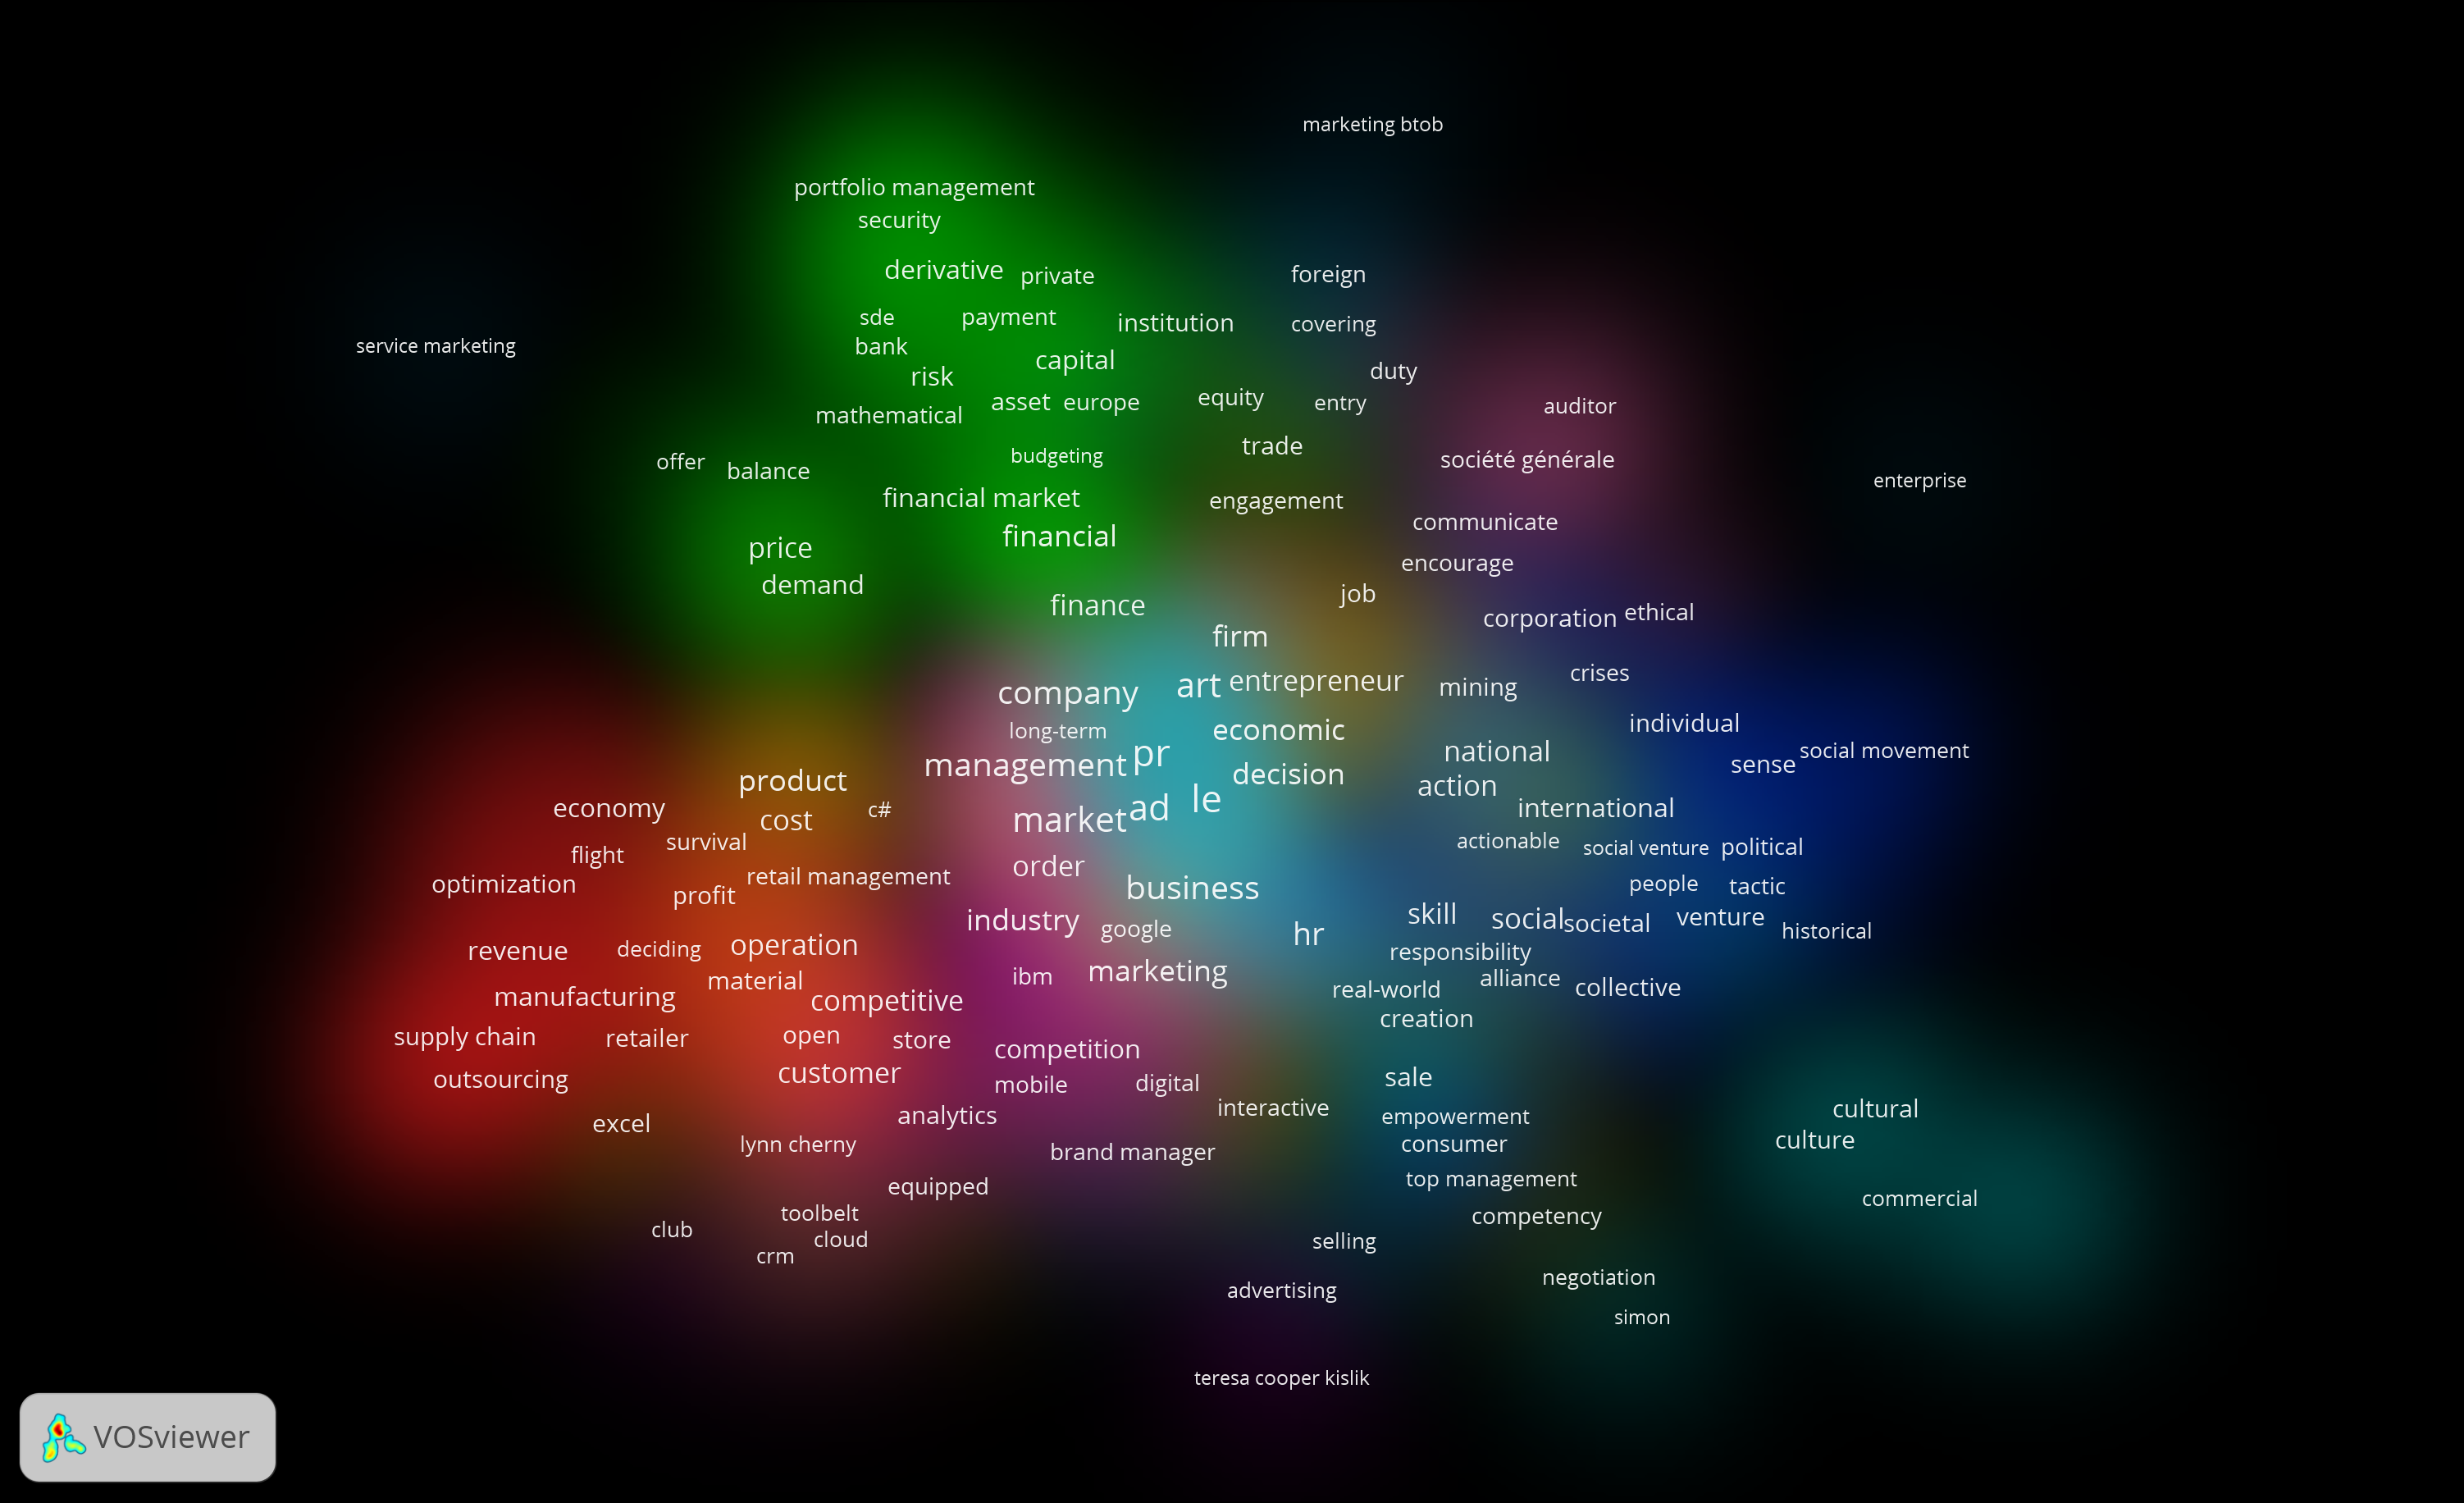 marketing btob
portfolio management
security
derivative
private
foreign
sde
payment
institution
covering
service marketing
bank
capital
risk
duty
asset
europe
equity
entry
auditor
mathematical
trade
budgeting
offer
balance
société générale
enterprise
financial market
engagement
communicate
financial
price
encourage
demand
job
finance
corporation
ethical
firm
crises
company
art
entrepreneur
mining
long-term
economic
individual
management
pr
national
social movement
sense
product
decision
action
economy
c#
market
ad
le
international
cost
survival
actionable
social venture
political
flight
optimization
retail management
order
people
tactic
profit
business
industry
google
hr
skill
social
societal
venture
historical
revenue
deciding
operation
responsibility
material
ibm
marketing
alliance
manufacturing
competitive
real-world
collective
creation
supply chain
retailer
open
store
competition
outsourcing
customer
mobile
digital
sale
excel
analytics
interactive
empowerment
cultural
lynn cherny
brand manager
consumer
culture
equipped
top management
commercial
club
toolbelt
competency
cloud
selling
crm
advertising
negotiation
simon
teresa cooper kislik
VOSviewer